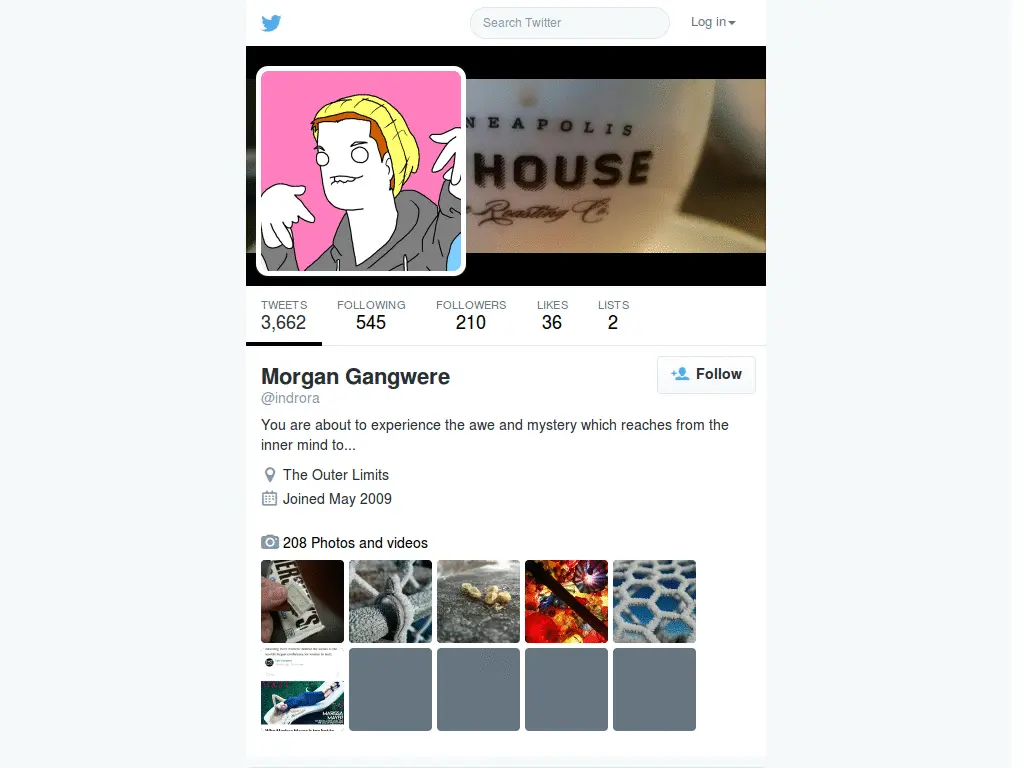 Search Twitter
Log in
NEAPOLIS
HOUSE
Roasting Co.
TWEETS FOLLOWING FOLLOWERS LIKES LISTS
3,662 545 210 36 2
Morgan Gangwere
Follow
@indrora
You are about to experience the awe and mystery which reaches from the
inner mind to...
The Outer Limits
Joined May 2009
208 Photos and videos
MARISSA
MAYER